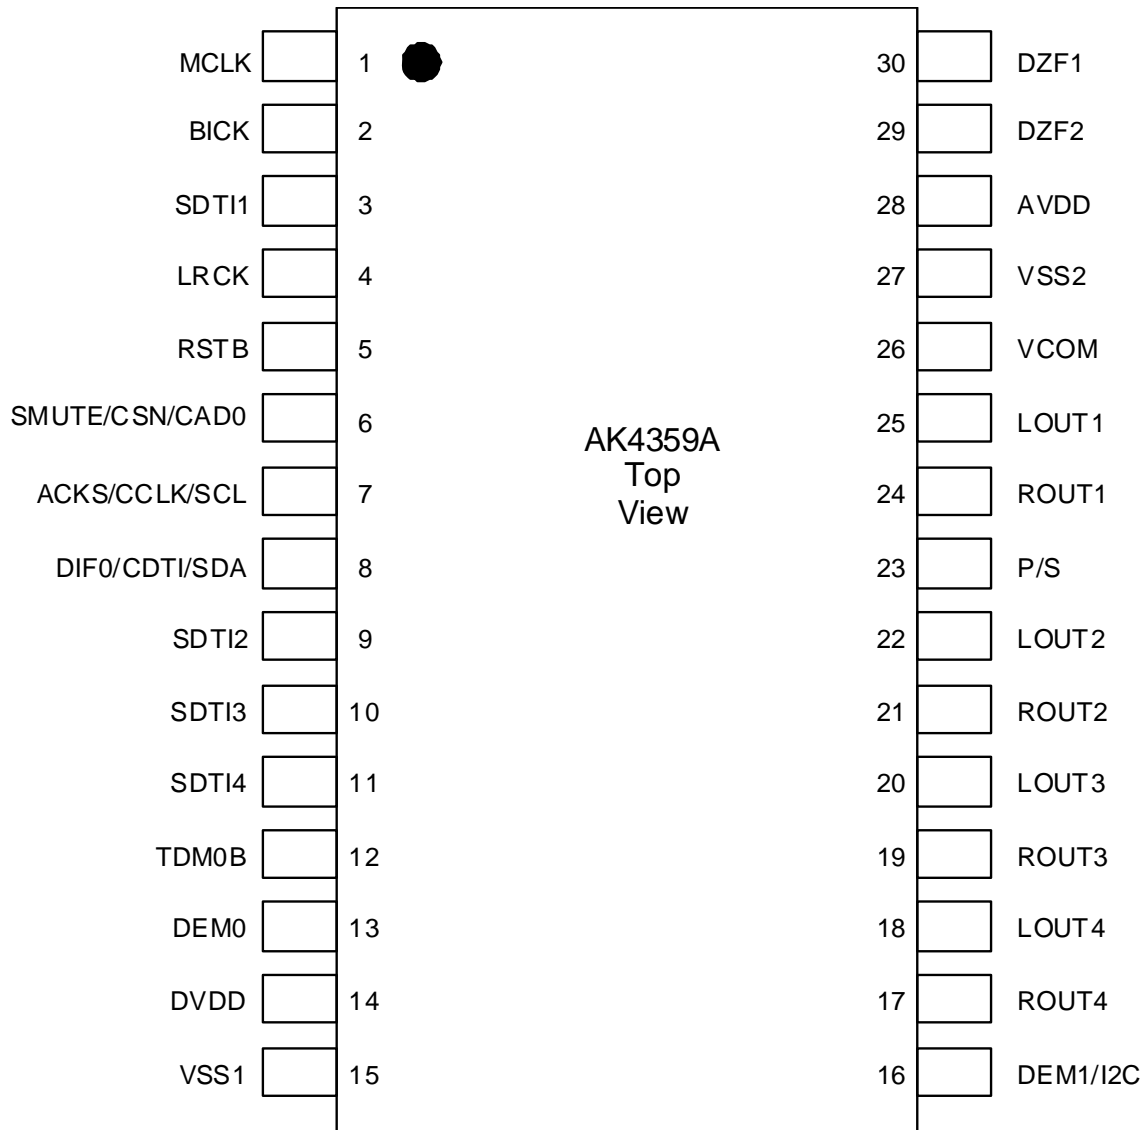 MCLK 1 30 DZF1
BICK 2 29 DZF2
SDTI1 3 28 AVDD
LRCK 4 27 VSS2
RSTB 5 26 VCOM
SMUTE/CSN/CAD0 6 25 LOUT1
AK4359A
Top
View
ACKS/CCLK/SCL 7 24 ROUT1
DIF0/CDTI/SDA 8 23 P/S
SDTI2 9 22 LOUT2
SDTI3 10 21 ROUT2
SDTI4 11 20 LOUT3
TDM0B 12 19 ROUT3
DEM0 13 18 LOUT4
DVDD 14 17 ROUT4
VSS1 15 16 DEM1/I2C